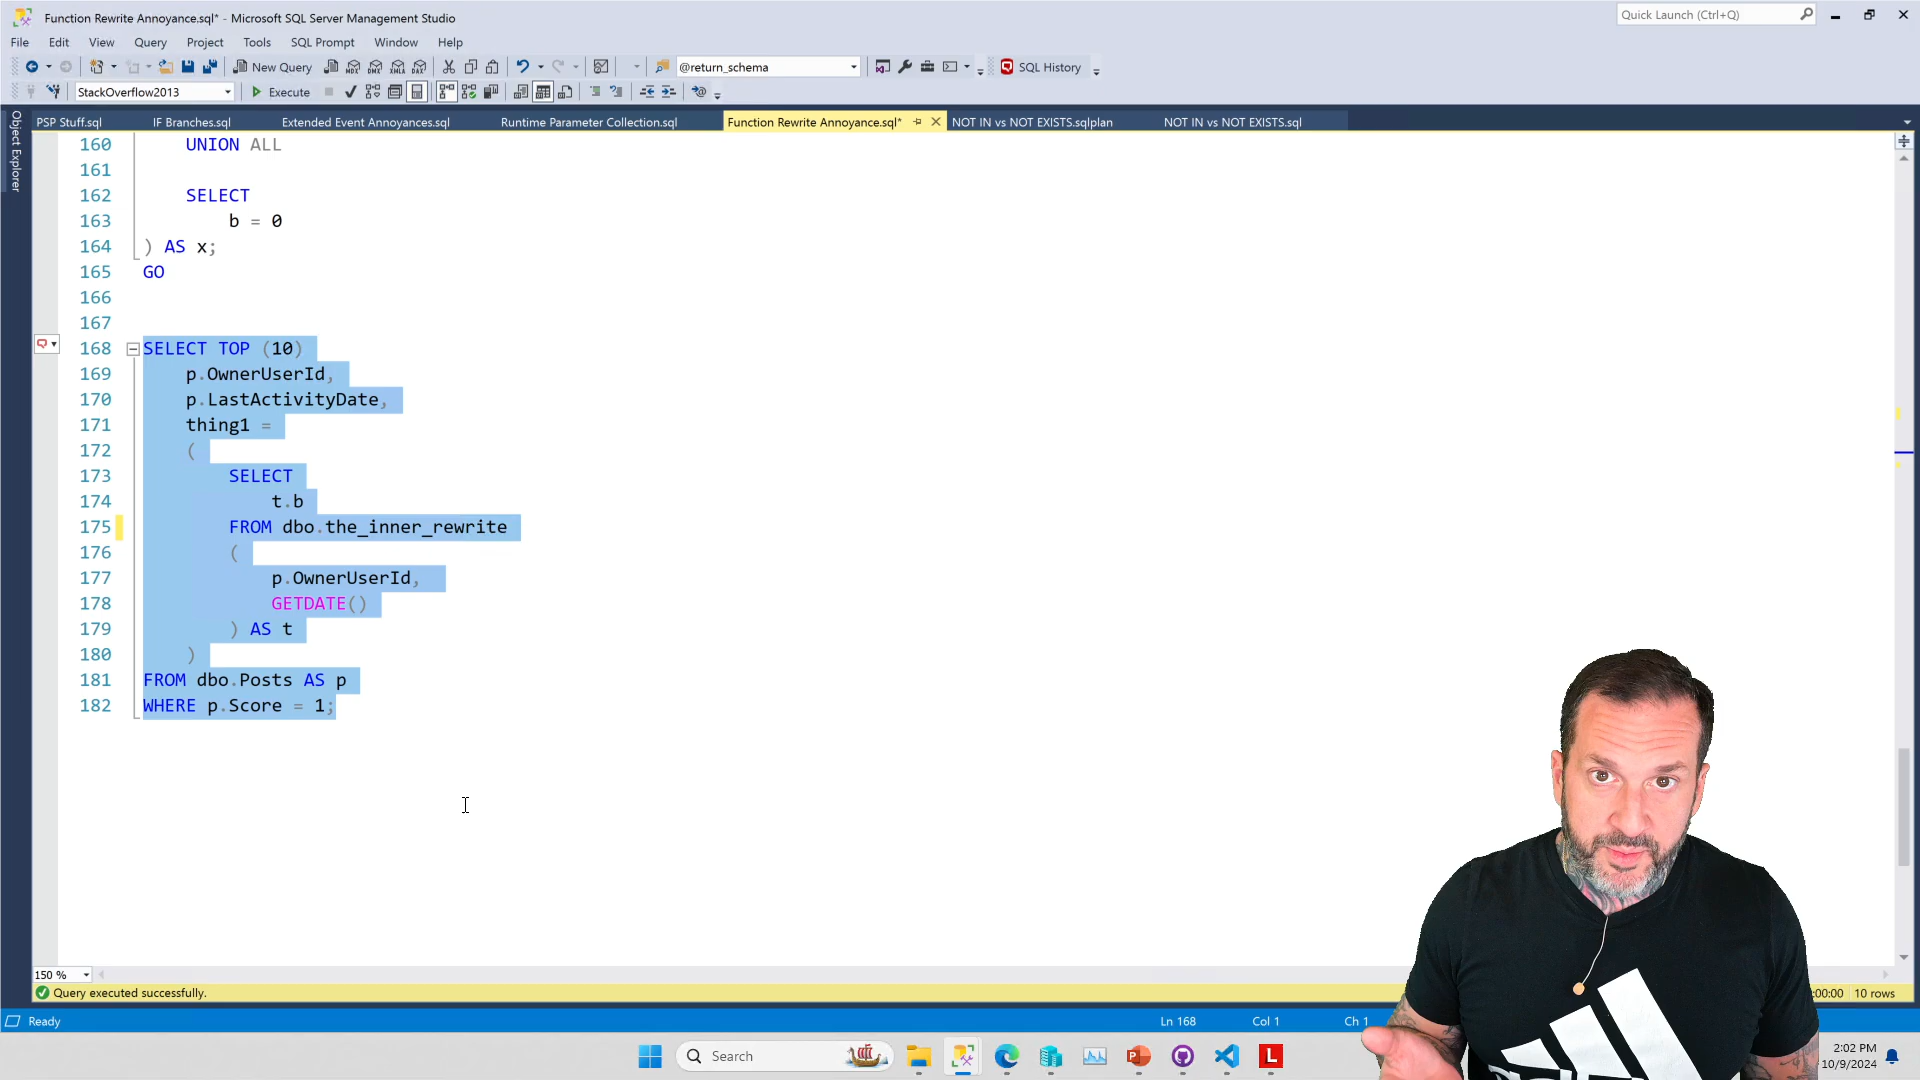 Function Rewrite Annoyance.sql* - Microsoft SQL Server Management Studio
Quick Launch (Ctrl+Q)
File Edit View Query Project Tools SQL Prompt Window Help
New Query
@return_schema
SQL History
StackOverflow2013
Execute
Object Explorer
PSP Stuff.sql
IF Branches.sql
Extended Event Annoyances.sql
Runtime Parameter Collection.sql
Function Rewrite Annoyance.sql*
NOT IN vs NOT EXISTS.sqlplan
NOT IN vs NOT EXISTS.sql
160 UNION ALL
161
162 SELECT
163 b = 0
164 ) AS x;
165 GO
166
167
168 SELECT TOP (10)
169 p.OwnerUserId,
170 p.LastActivityDate,
171 thing1 =
172 (
173 SELECT
174 t.b
175 FROM dbo.the_inner_rewrite
176 (
177 p.OwnerUserId,
178 GETDATE()
179 ) AS t
180 )
181 FROM dbo.Posts AS p
182 WHERE p.Score = 1;
150 %
Query executed successfully.
:00:00 10 rows
Ready
Ln 168
Col 1
Ch 1
Search
2:02 PM
10/9/2024